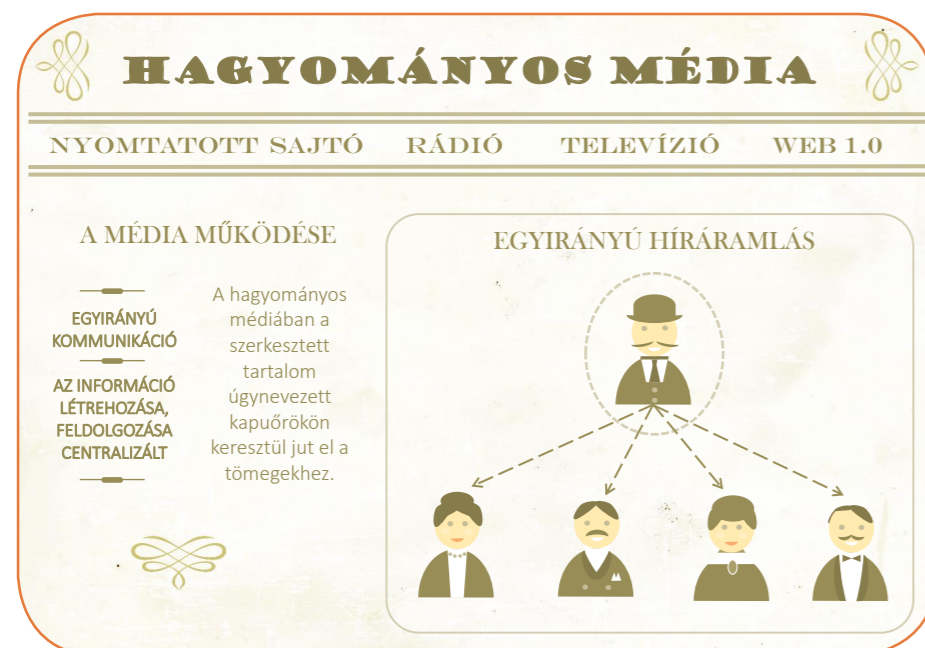 HAGYOMÁNYOS MÉDIA
NYOMTATOTT SAJTÓ RÁDIÓ TELEVÍZIÓ WEB 1.0
A MÉDIA MŰKÖDÉSE
EGYIRÁNYÚ
KOMMUNIKÁCIÓ
AZ INFORMÁCIÓ
LÉTREHOZÁSA,
FELDOLGOZÁSA
CENTRALIZÁLT
A hagyományos
médiában a
szerkesztett
tartalom
úgynevezett
kapuőrökön
keresztül jut el a
tömegekhez.
EGYIRÁNYÚ HÍRÁRAMLÁS